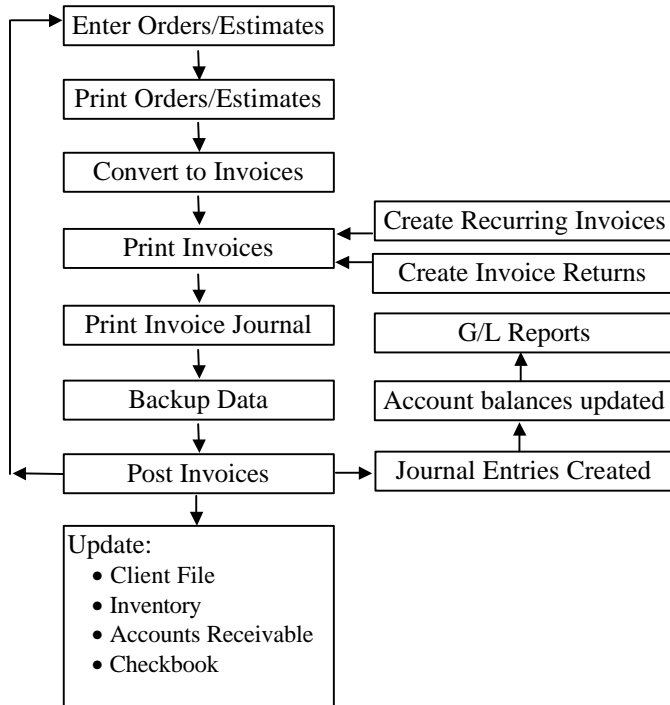 Enter Orders/Estimates
Print Orders/Estimates
Convert to Invoices
Create Recurring Invoices
Print Invoices
Create Invoice Returns
Print Invoice Journal
G/L Reports
Backup Data
Account balances updated
Post Invoices
Journal Entries Created
Update:
• Client File
• Inventory
• Accounts Receivable
• Checkbook